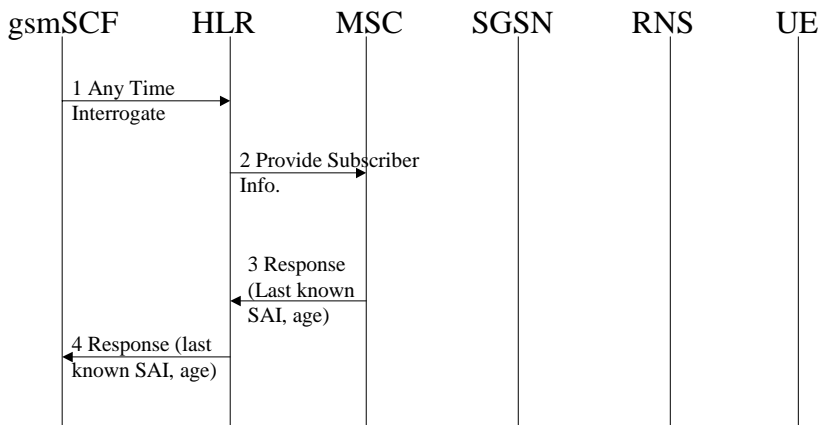 gsmSCF HLR MSC SGSN RNS UE
1 Any Time
Interrogate
2 Provide Subscriber
Info.
3 Response
(Last known
SAI, age)
4 Response (last
known SAI, age)